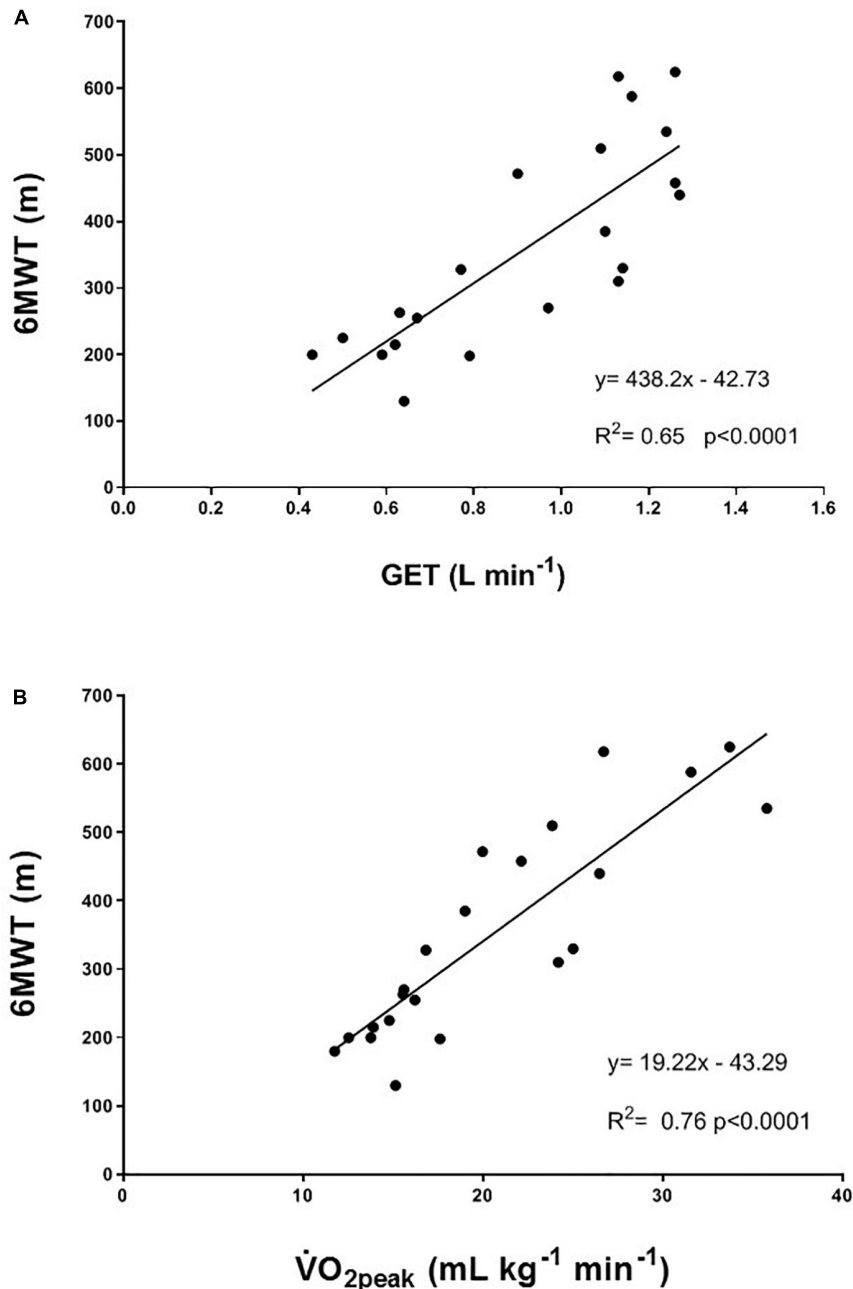 A
700
600
500
400
300
200
100
0
6MWT (m)
0.0 0.2 0.4 0.6 0.8 1.0 1.2 1.4 1.6
GET (L min⁻¹)
y= 438.2x - 42.73
R²= 0.65 p<0.0001
B
700
600
500
400
300
200
100
0
6MWT (m)
0 10 20 30 40
V̇O₂peak (mL kg⁻¹ min⁻¹)
y= 19.22x - 43.29
R²= 0.76 p<0.0001